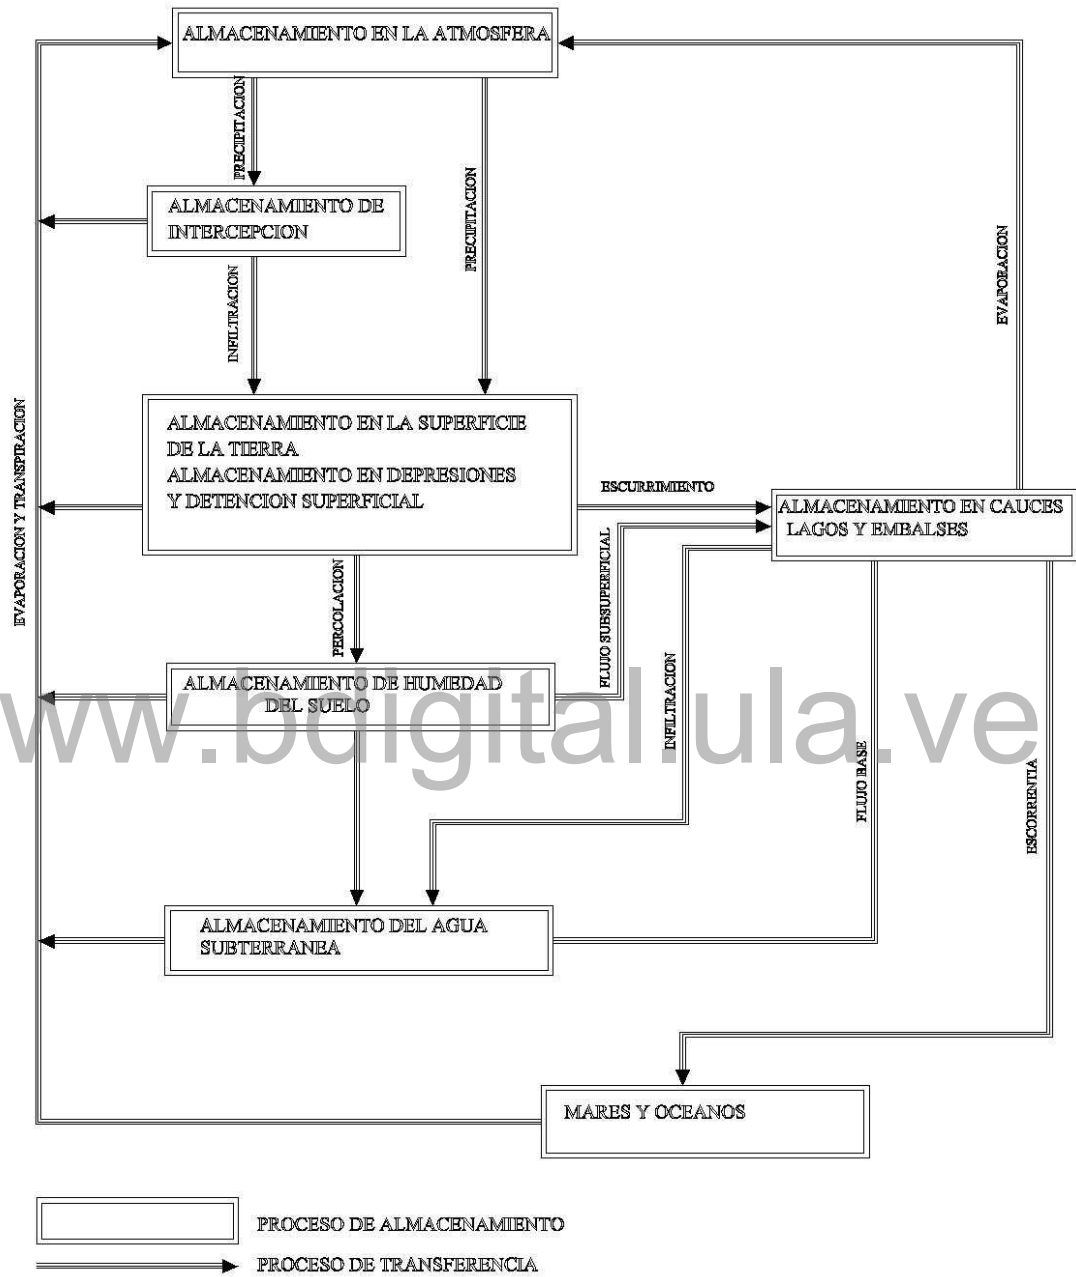 ALMACENAMIENTO EN LA ATMOSFERA
PRECIPITACION
PRECIPITACION
ALMACENAMIENTO DE
INTERCEPCION
INFILTRACION
EVAPORACION
EVAPORACION Y TRANSPIRACION
ALMACENAMIENTO EN LA SUPERFICIE
DE LA TIERRA
ALMACENAMIENTO EN DEPRESIONES
Y DETENCION SUPERFICIAL
ESCURRIMIENTO
ALMACENAMIENTO EN CAUCES
LAGOS Y EMBALSES
PERCOLACION
FLUJO SUBSUPERFICIAL
ALMACENAMIENTO DE HUMEDAD
DEL SUELO
INFILTRACION
www.bdigital.ula.ve
FLUJO BASE
ESCORRENTIA
ALMACENAMIENTO DEL AGUA
SUBTERRANEA
MARES Y OCEANOS
PROCESO DE ALMACENAMIENTO
PROCESO DE TRANSFERENCIA